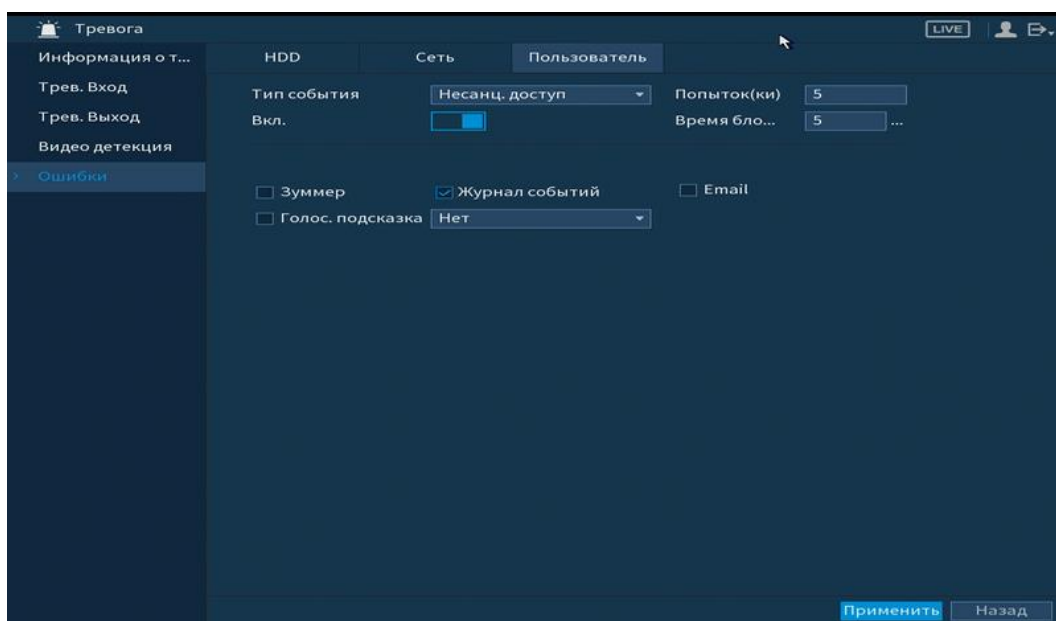 Тревога LIVE
Информация о т...
Трев. Вход
Трев. Выход
Видео детекция
Ошибки
HDD Сеть Пользователь
Тип события Несанц. доступ Попыток(ки) 5
Вкл. Время бло... 5 ...
Зуммер Журнал событий Email
Голос. подсказка Нет
Применить Назад